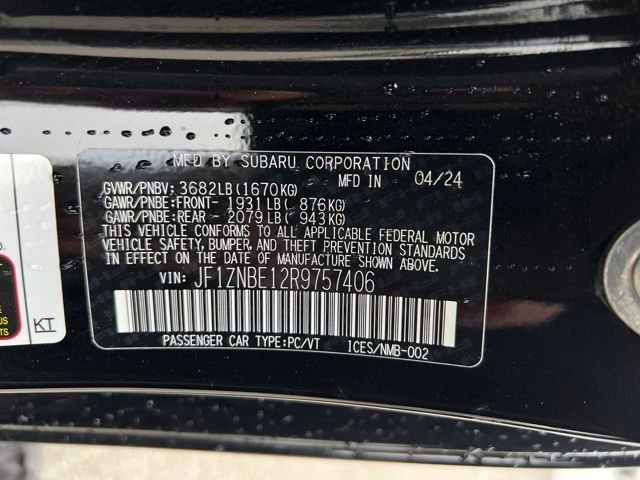 MFD BY SUBARU CORPORATION
GVWR/PNBV: 3682LB(1670KG) MFD IN 04/24
GAWR/PNBE:FRONT- 1931LB( 876KG)
GAWR/PNBE:REAR - 2079LB( 943KG)
THIS VEHICLE CONFORMS TO ALL APPLICABLE FEDERAL MOTOR
VEHICLE SAFETY, BUMPER, AND THEFT PREVENTION STANDARDS
IN EFFECT ON THE DATE OF MANUFACTURE SHOWN ABOVE.
VIN: JF1ZNBE12R9757406
PASSENGER CAR TYPE:PC/VT ICES/NMB-002
KT